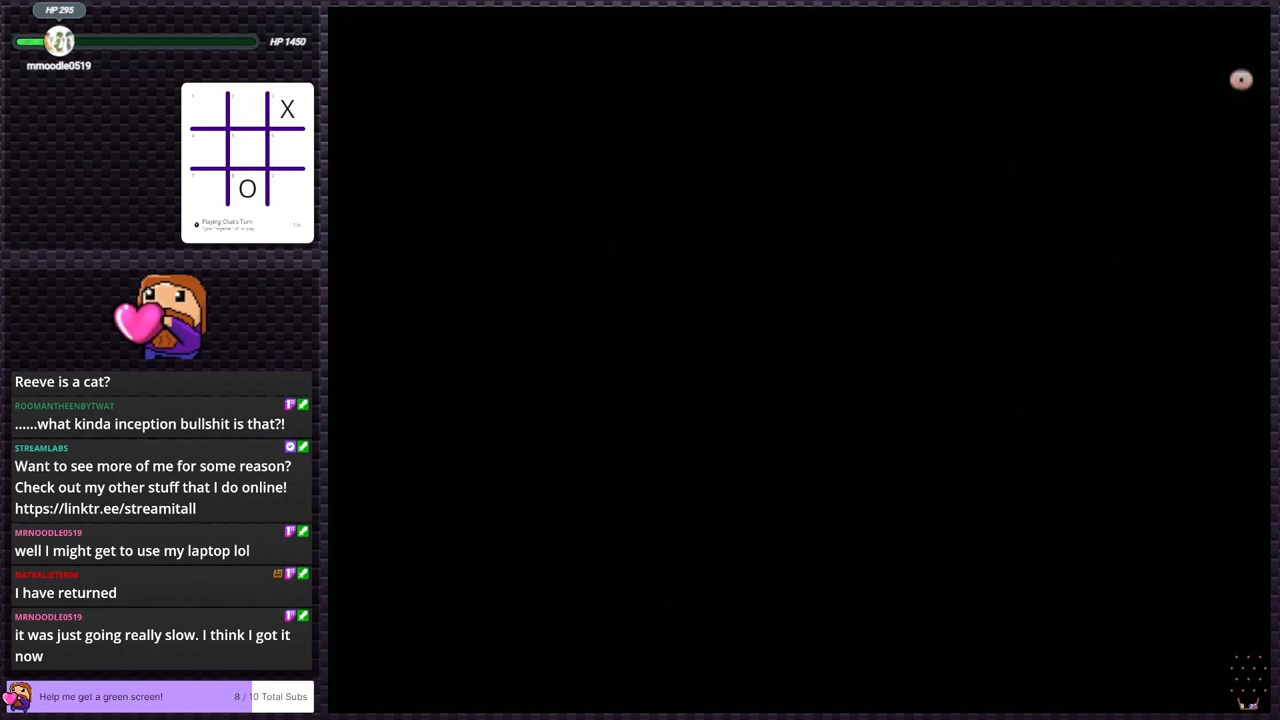 HP 295
HP 1450
mmoodle0519
X
O
Playing Chat's Turn
Reeve is a cat?
ROOMANTHEENBYTWAT
......what kinda inception bullshit is that?!
STREAMLABS
Want to see more of me for some reason?
Check out my other stuff that I do online!
https://linktr.ee/streamitall
MRNOODLE0519
well I might get to use my laptop lol
I have returned
MRNOODLE0519
it was just going really slow. I think I got it
now
Help me get a green screen!
8 / 10 Total Subs